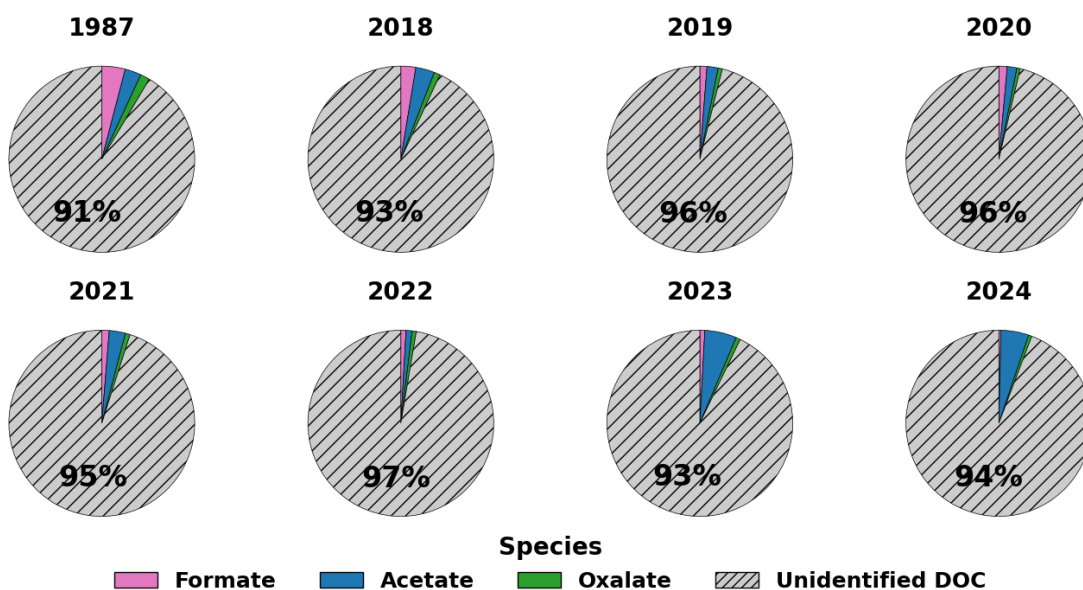 1987 2018 2019 2020
91% 93% 96% 96%
2021 2022 2023 2024
95% 97% 93% 94%
Species
Formate Acetate Oxalate Unidentified DOC